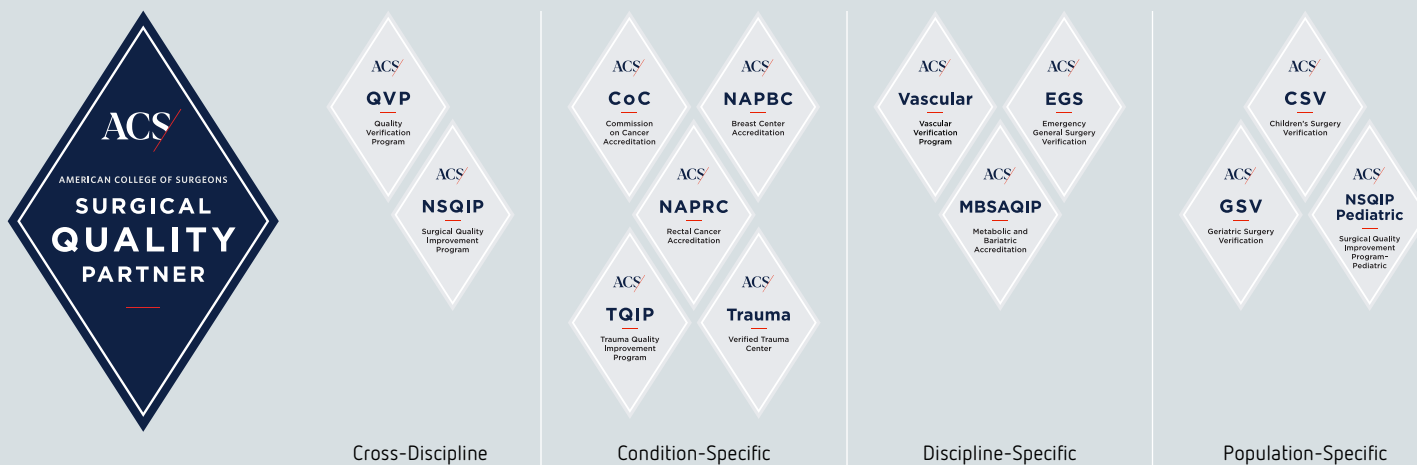 ACS
AMERICAN COLLEGE OF SURGEONS
SURGICAL
QUALITY
PARTNER
ACS
QVP
Quality
Verification
Program
ACS
NSQIP
Surgical Quality
Improvement
Program
Cross-Discipline
ACS
CoC
Commission
on Cancer
Accreditation
ACS
NAPBC
Breast Center
Accreditation
ACS
NAPRC
Rectal Cancer
Accreditation
ACS
TQIP
Trauma Quality
Improvement
Program
ACS
Trauma
Verified Trauma
Center
Condition-Specific
ACS
Vascular
Vascular
Verification
Program
ACS
EGS
Emergency
General Surgery
Verification
ACS
MBSAQIP
Metabolic and
Bariatric
Accreditation
Discipline-Specific
ACS
CSV
Children's Surgery
Verification
ACS
GSV
Geriatric Surgery
Verification
ACS
NSQIP
Pediatric
Surgical Quality
Improvement
Program–
Pediatric
Population-Specific